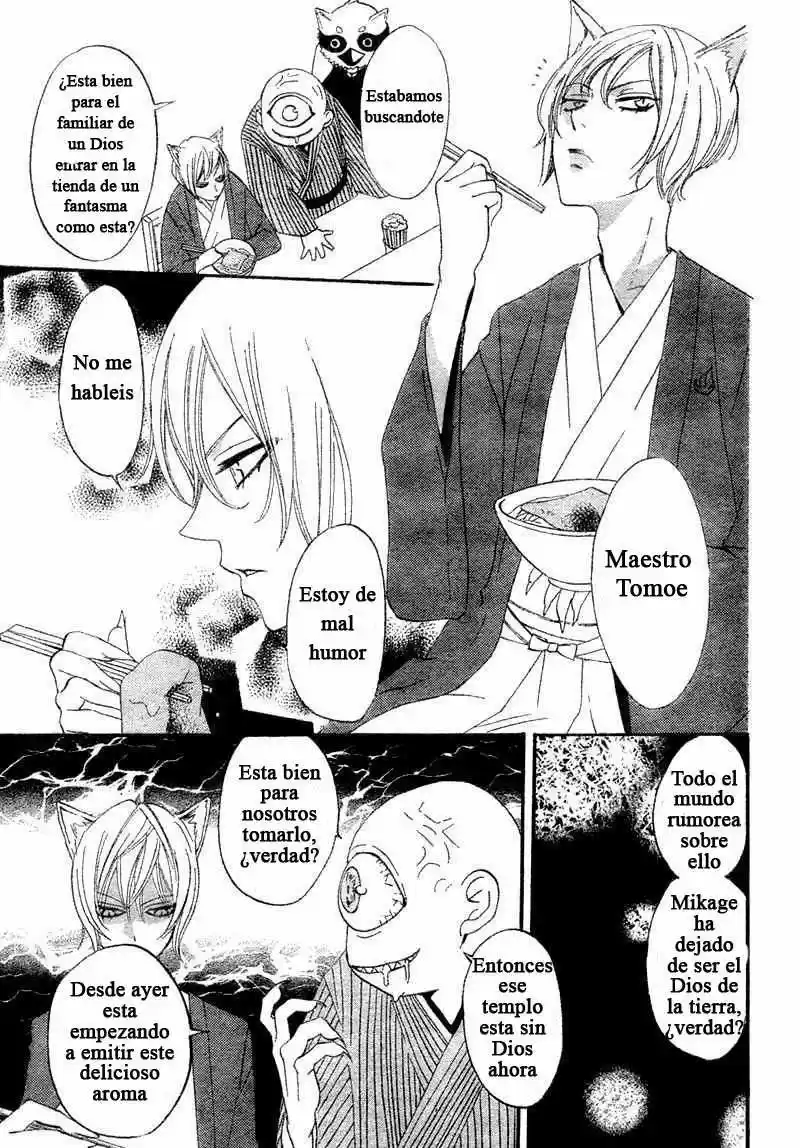 Maestro
Tomoe
Estabamos
buscandote
¿Esta bien
para el
familiar de
un Dios
entrar en la
tienda de un
fantasma
como esta?
No me
hableis
Estoy de
mal
humor
Todo el
mundo
rumorea
sobre
ello
Mikage
ha
dejado
de ser el
Dios de
la tierra,
¿verdad?
Entonces
ese
templo
esta sin
Dios
ahora
Esta bien
para
nosotros
tomarlo,
¿verdad?
Desde ayer
esta
empezando
a emitir este
delicioso
aroma